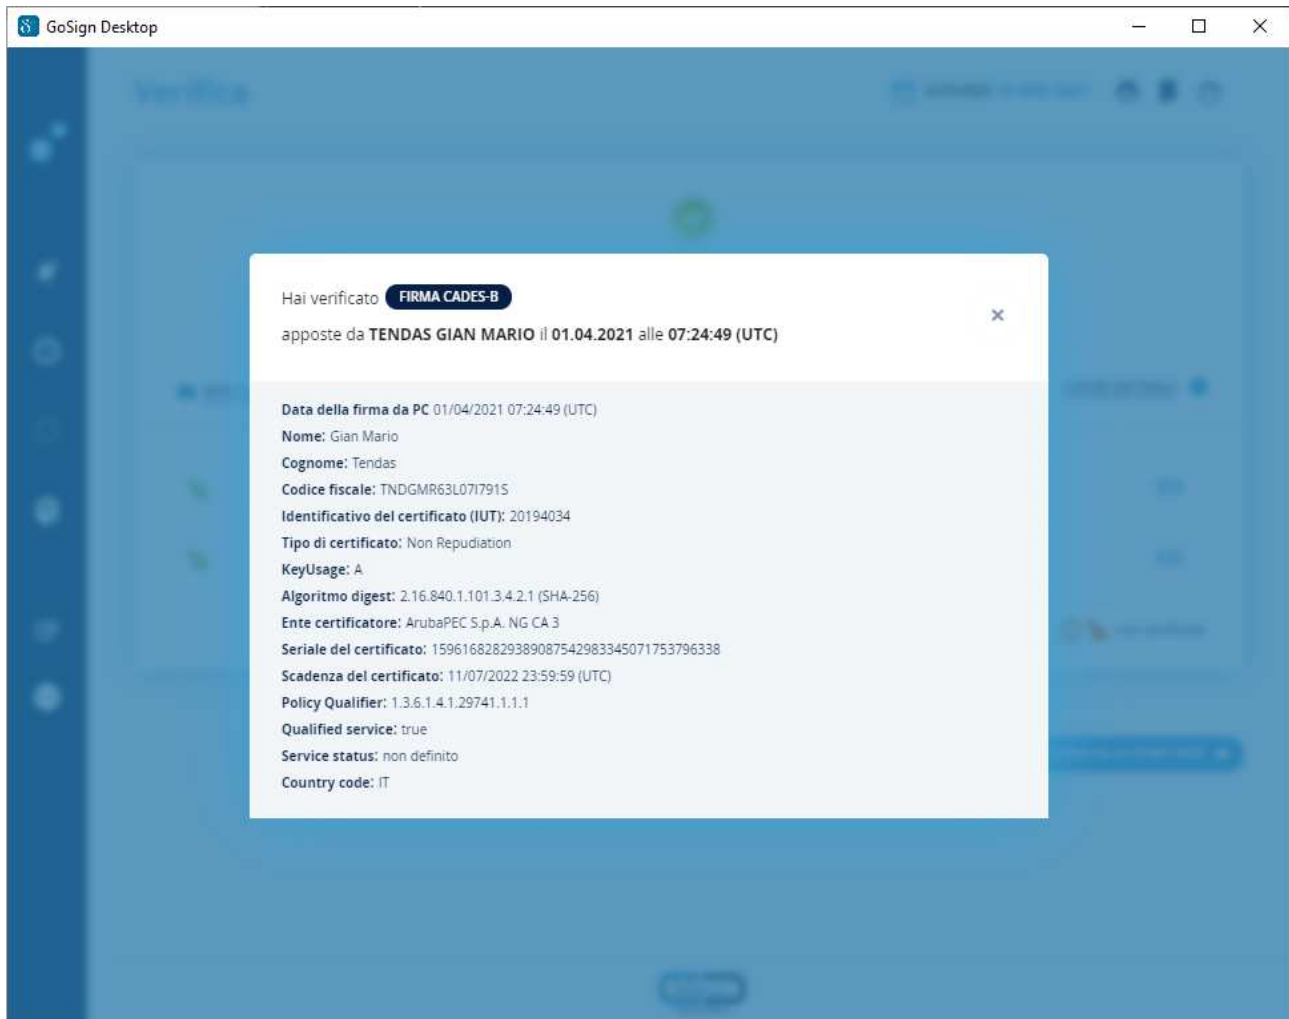 GoSign Desktop
Verifica
Hai verificato FIRMA CADES-B
apposte da TENDAS GIAN MARIO il 01.04.2021 alle 07:24:49 (UTC)
Data della firma da PC 01/04/2021 07:24:49 (UTC)
Nome: Gian Mario
Cognome: Tendas
Codice fiscale: TNDGMR63L07I791S
Identificativo del certificato (IUT): 20194034
Tipo di certificato: Non Repudiation
KeyUsage: A
Algoritmo digest: 2.16.840.1.101.3.4.2.1 (SHA-256)
Ente certificatore: ArubaPEC S.p.A. NG CA 3
Seriale del certificato: 15961682829389087542983345071753796338
Scadenza del certificato: 11/07/2022 23:59:59 (UTC)
Policy Qualifier: 1.3.6.1.4.1.29741.1.1.1
Qualified service: true
Service status: non definito
Country code: IT